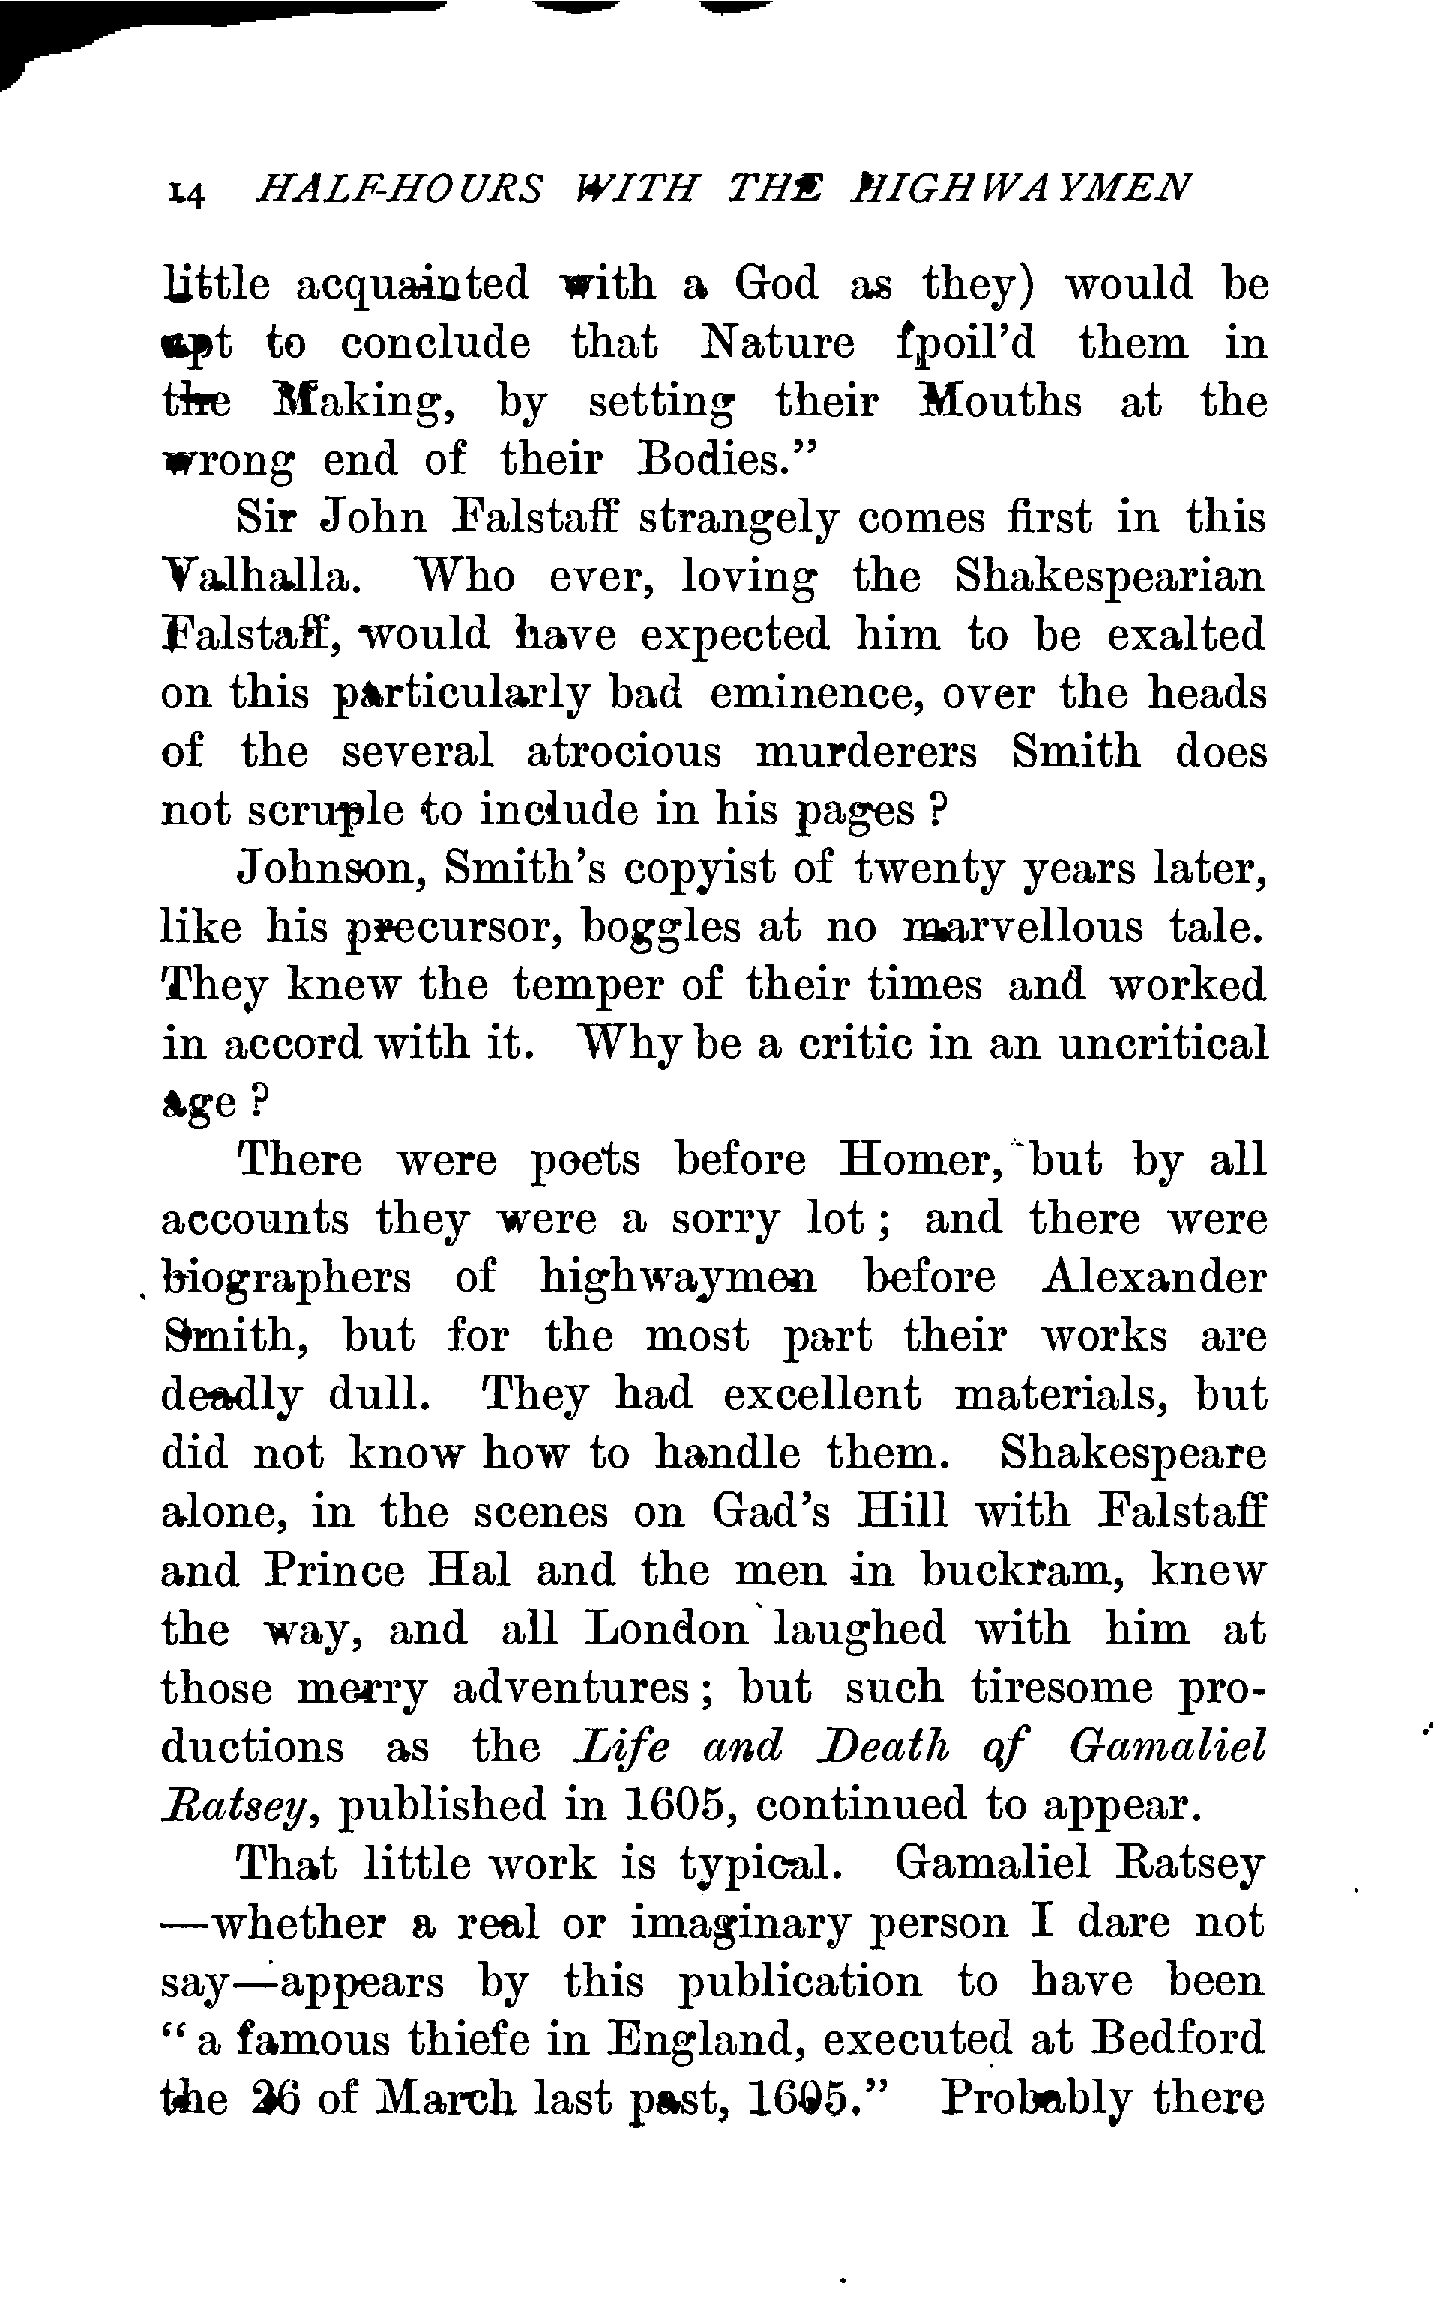 14 HALF-HOURS WITH THE HIGHWAYMEN
little acquainted with a God as they) would be
apt to conclude that Nature ſpoil'd them in
the Making, by setting their Mouths at the
wrong end of their Bodies."
Sir John Falstaff strangely comes first in this
Valhalla. Who ever, loving the Shakespearian
Falstaff, would have expected him to be exalted
on this particularly bad eminence, over the heads
of the several atrocious murderers Smith does
not scruple to include in his pages ?
Johnson, Smith's copyist of twenty years later,
like his precursor, boggles at no marvellous tale.
They knew the temper of their times and worked
in accord with it. Why be a critic in an uncritical
age ?
There were poets before Homer, but by all
accounts they were a sorry lot ; and there were
biographers of highwaymen before Alexander
Smith, but for the most part their works are
deadly dull. They had excellent materials, but
did not know how to handle them. Shakespeare
alone, in the scenes on Gad's Hill with Falstaff
and Prince Hal and the men in buckram, knew
the way, and all London laughed with him at
those merry adventures ; but such tiresome pro-
ductions as the Life and Death of Gamaliel
Ratsey, published in 1605, continued to appear.
That little work is typical. Gamaliel Ratsey
—whether a real or imaginary person I dare not
say—appears by this publication to have been
"a famous thiefe in England, executed at Bedford
the 26 of March last past, 1605." Probably there